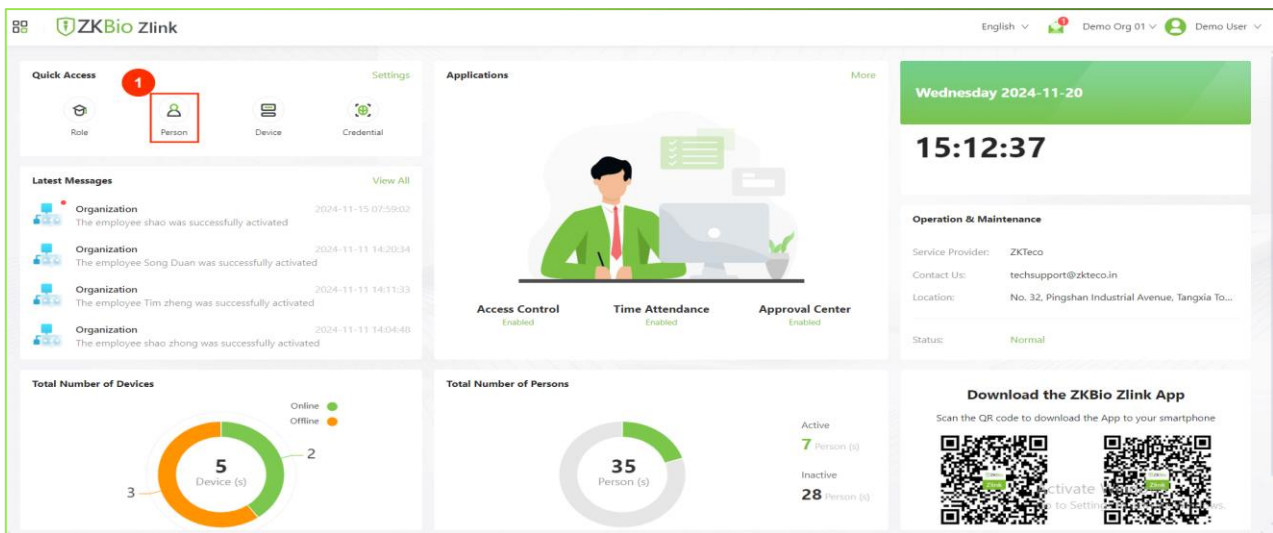 ZKBio Zlink
English
1
Demo Org 01
Demo User
Quick Access
Settings
1
Role
Person
Device
Credential
Latest Messages
View All
Organization
2024-11-15 07:59:02
The employee shao was successfully activated
Organization
2024-11-11 14:20:34
The employee Song Duan was successfully activated
Organization
2024-11-11 14:11:33
The employee Tim zheng was successfully activated
Organization
2024-11-11 14:04:48
The employee shao zhong was successfully activated
Applications
More
Access Control
Enabled
Time Attendance
Enabled
Approval Center
Enabled
Wednesday 2024-11-20
15:12:37
Operation & Maintenance
Service Provider: ZKTeco
Contact Us: techsupport@zkteco.in
Location: No. 32, Pingshan Industrial Avenue, Tangxia To...
Status: Normal
Total Number of Devices
Online
Offline
2
5
Device (s)
3
Total Number of Persons
35
Person (s)
Active
7 Person (s)
Inactive
28 Person (s)
Download the ZKBio Zlink App
Scan the QR code to download the App to your smartphone
Zlink
Zlink